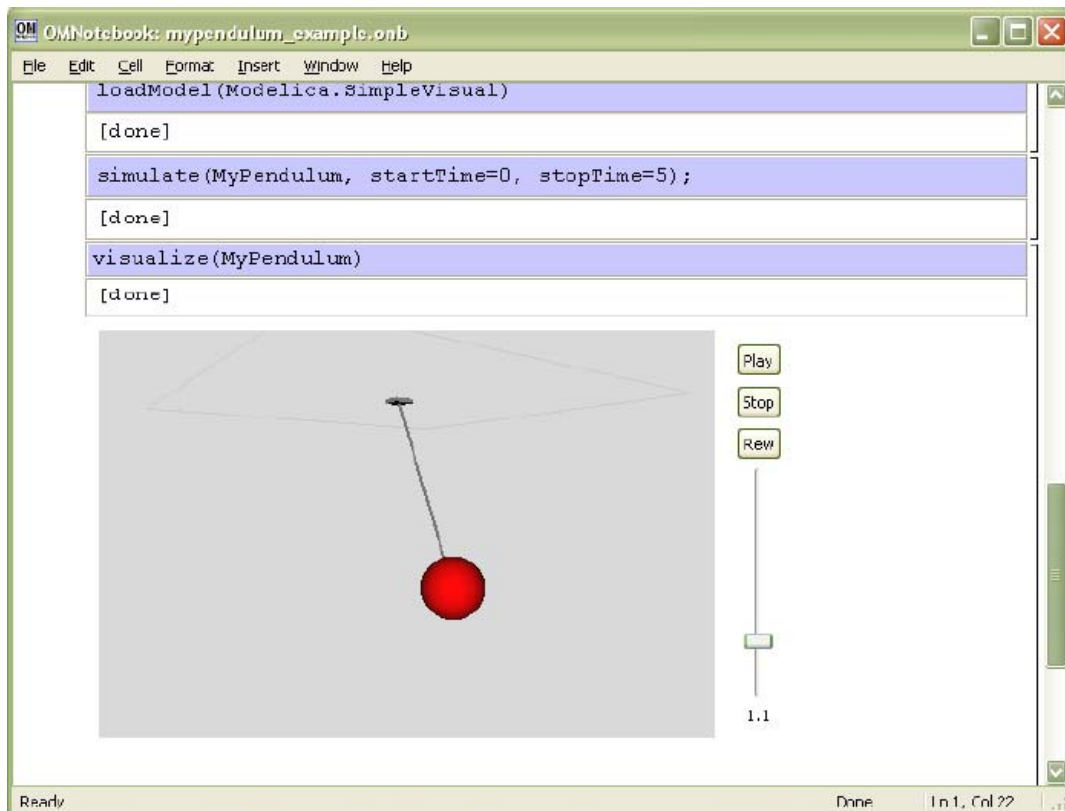 OMNotebook: mypendulum_example.onb
File Edit Cell Format Insert Window Help
loadModel(Modelica.SimpleVisual)
[done]
simulate(MyPendulum, startTime=0, stopTime=5);
[done]
visualize(MyPendulum)
[done]
Play
Stop
Rew
1.1
Ready Done Ln 1, Col 22